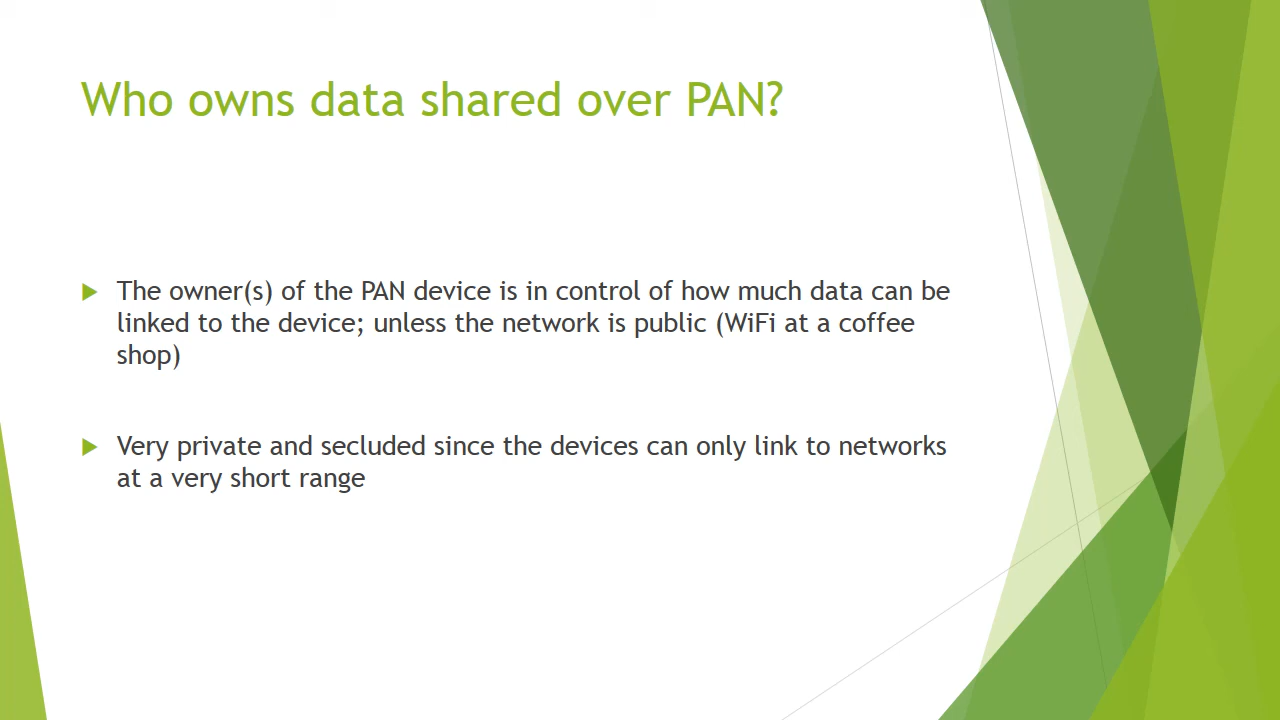 Who owns data shared over PAN?
The owner(s) of the PAN device is in control of how much data can be
linked to the device; unless the network is public (WiFi at a coffee
shop)
Very private and secluded since the devices can only link to networks
at a very short range